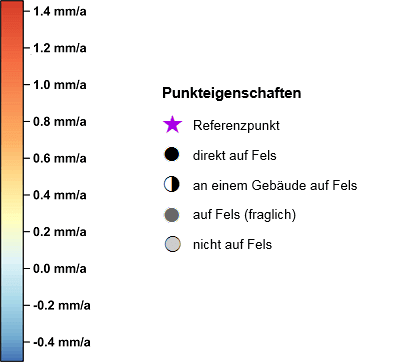 1.4 mm/a
1.2 mm/a
1.0 mm/a
0.8 mm/a
0.6 mm/a
0.4 mm/a
0.2 mm/a
0.0 mm/a
-0.2 mm/a
-0.4 mm/a
Punkteigenschaften
Referenzpunkt
direkt auf Fels
an einem Gebäude auf Fels
auf Fels (fraglich)
nicht auf Fels